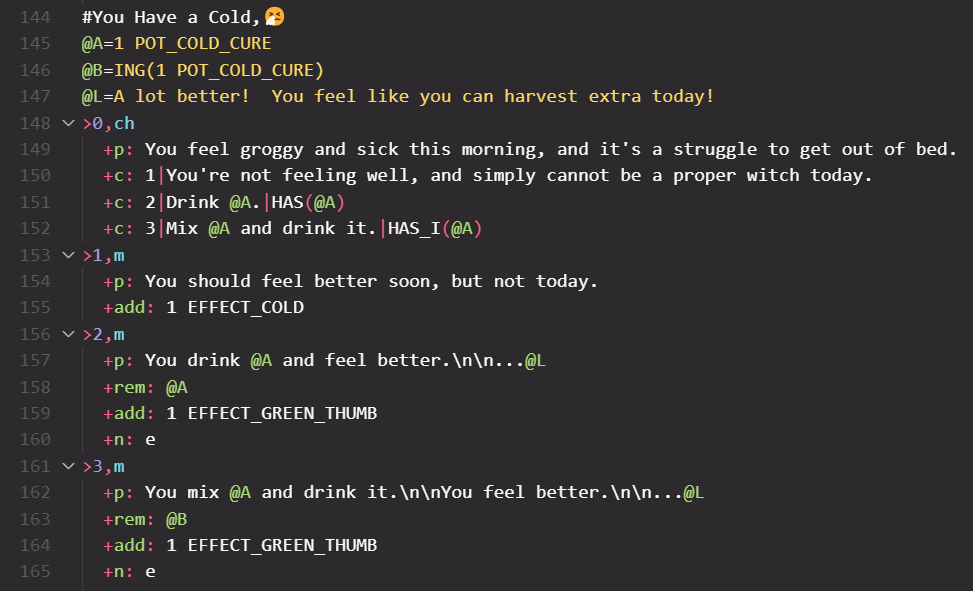 144 #You Have a Cold,🤧
145 @A=1 POT_COLD_CURE
146 @B=ING(1 POT_COLD_CURE)
147 @L=A lot better!  You feel like you can harvest extra today!
148 >0,ch
149 +p: You feel groggy and sick this morning, and it's a struggle to get out of bed.
150 +c: 1|You're not feeling well, and simply cannot be a proper witch today.
151 +c: 2|Drink @A.|HAS(@A)
152 +c: 3|Mix @A and drink it.|HAS_I(@A)
153 >1,m
154 +p: You should feel better soon, but not today.
155 +add: 1 EFFECT_COLD
156 >2,m
157 +p: You drink @A and feel better.\n\n...@L
158 +rem: @A
159 +add: 1 EFFECT_GREEN_THUMB
160 +n: e
161 >3,m
162 +p: You mix @A and drink it.\n\nYou feel better.\n\n...@L
163 +rem: @B
164 +add: 1 EFFECT_GREEN_THUMB
165 +n: e